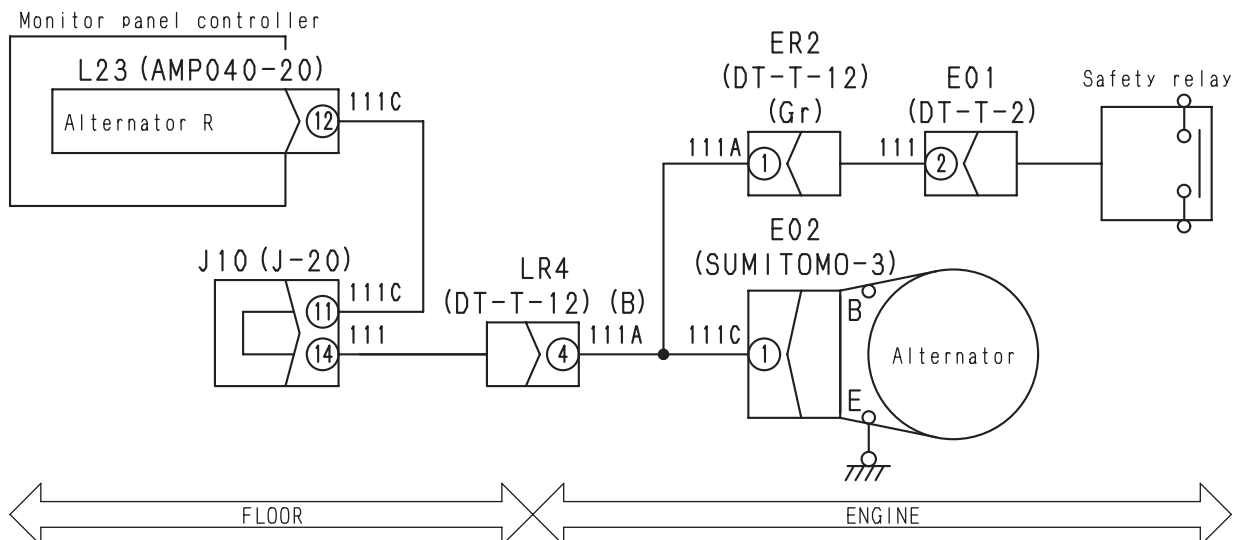 Monitor panel controller
L23 (AMP040-20)
Alternator R
12
111C
J10 (J-20)
11
111C
14
111
LR4
(DT-T-12) (B)
4
111A
ER2
(DT-T-12)
(Gr)
111A
1
111
E01
(DT-T-2)
2
Safety relay
E02
(SUMITOMO-3)
111C
1
B
E
Alternator
FLOOR
ENGINE